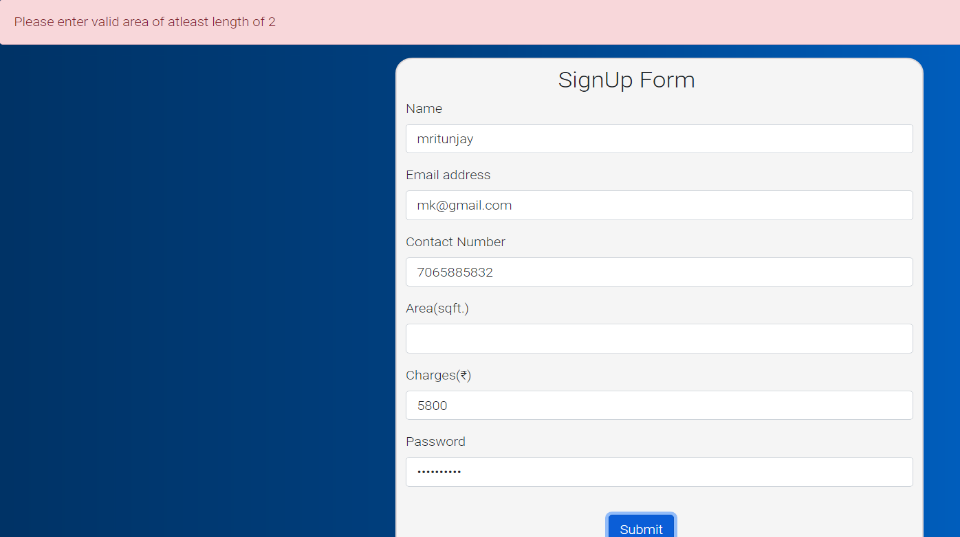 Please enter valid area of atleast length of 2
SignUp Form
Name
mritunjay
Email address
mk@gmail.com
Contact Number
7065885832
Area(sqft.)
Charges(₹)
5800
Password
••••••••••
Submit